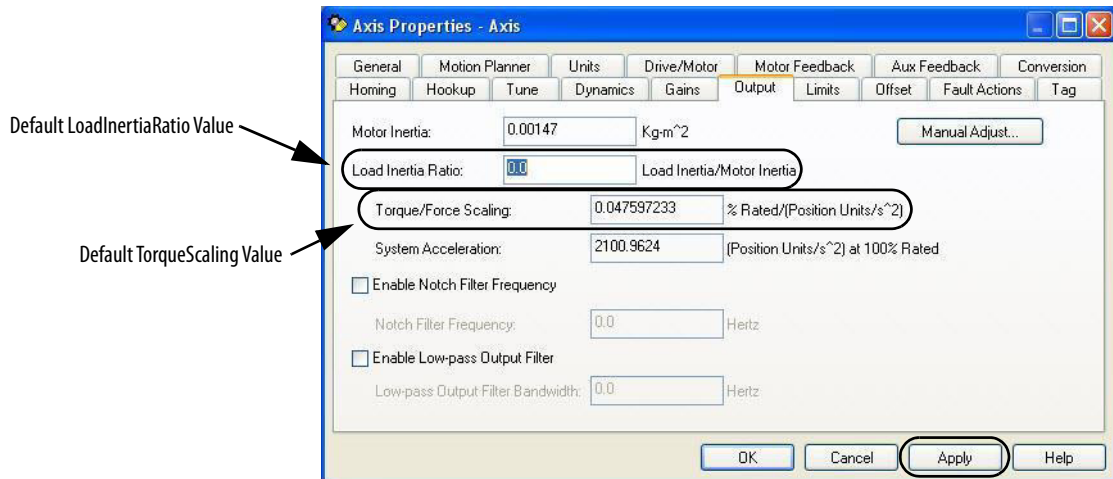 Axis Properties - Axis
General Motion Planner Units Drive/Motor Motor Feedback Aux Feedback Conversion
Homing Hookup Tune Dynamics Gains Output Limits Offset Fault Actions Tag
Default LoadInertiaRatio Value
Motor Inertia: 0.00147 Kg-m^2 Manual Adjust...
Load Inertia Ratio: 0.0 Load Inertia/Motor Inertia
Torque/Force Scaling: 0.047597233 % Rated/(Position Units/s^2)
Default TorqueScaling Value
System Acceleration: 2100.9624 (Position Units/s^2) at 100% Rated
Enable Notch Filter Frequency
Notch Filter Frequency: 0.0 Hertz
Enable Low-pass Output Filter
Low-pass Output Filter Bandwidth: 0.0 Hertz
OK Cancel Apply Help